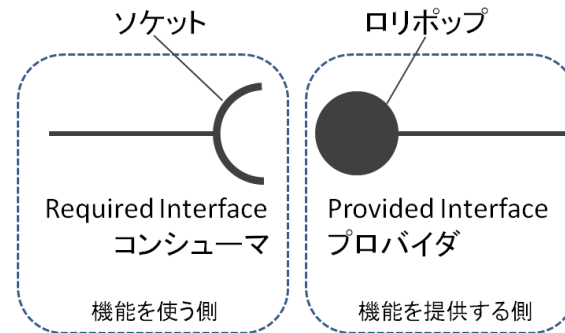 ソケット
ロリポップ
Required Interface
コンシューマ
機能を使う側
Provided Interface
プロバイダ
機能を提供する側